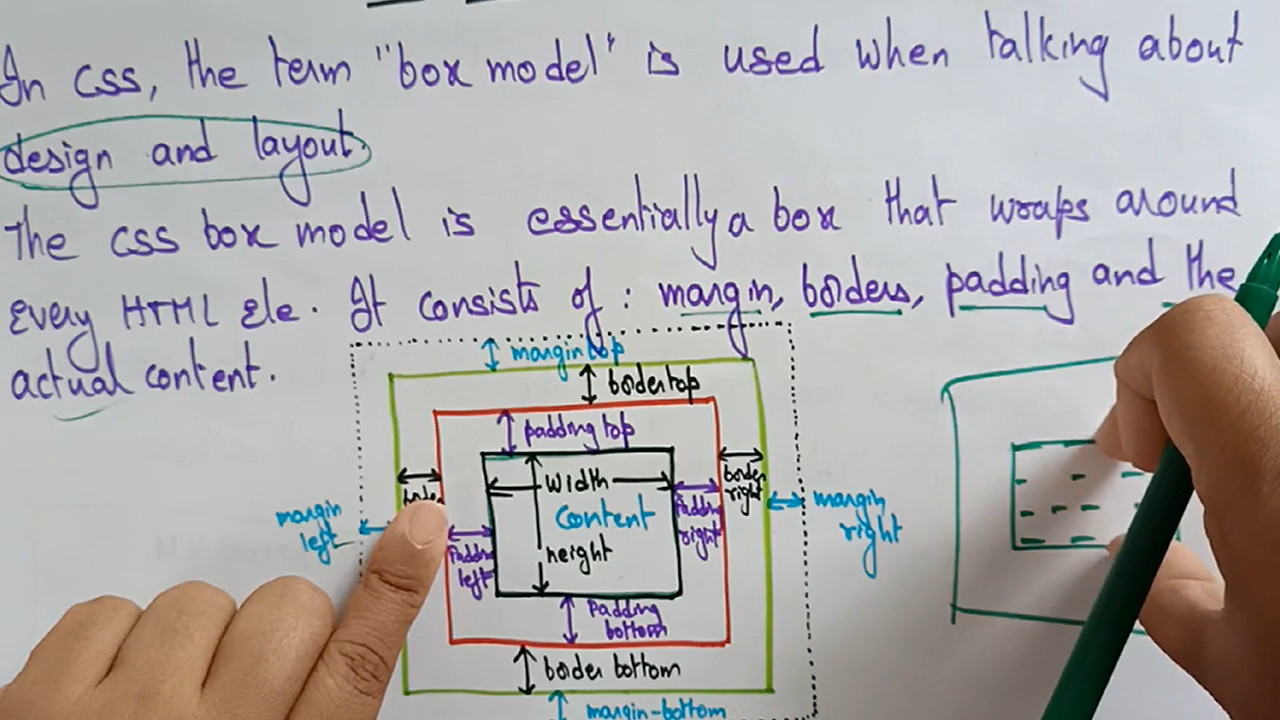 In css, the term "box model" is used when talking about
design and layout.
The css box model is essentially a box that wraps around
every HTML ele. It consists of : margin, borders, padding and the
actual content.
margin top
border top
padding top
width
border right
margin left
content
padding right
margin right
height
padding left
padding bottom
border bottom
margin-bottom